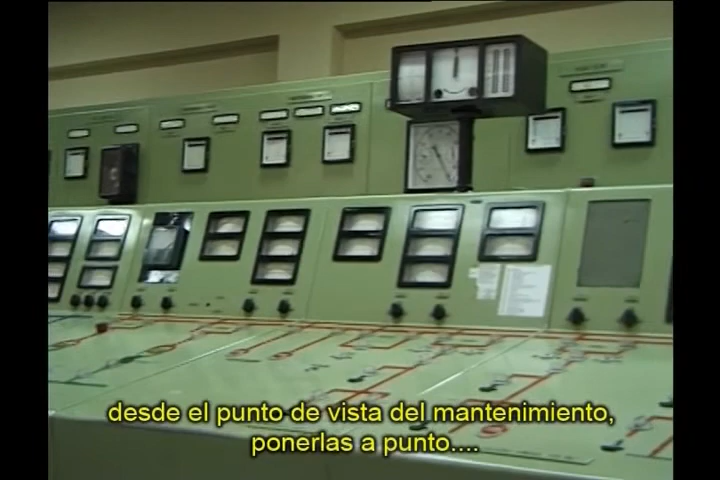 desde el punto de vista del mantenimiento,
ponerlas a punto....